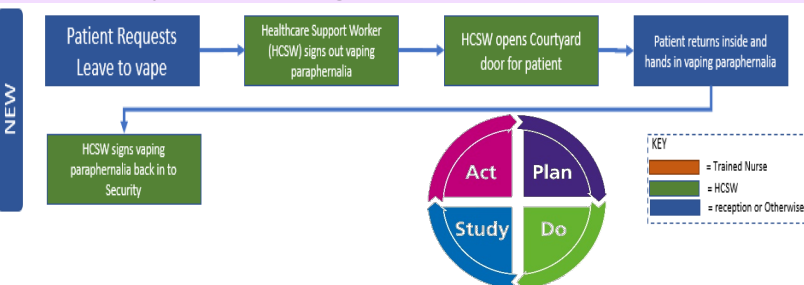 NEW
Patient Requests
Leave to vape
Healthcare Support Worker
(HCSW) signs out vaping
paraphernalia
HCSW opens Courtyard
door for patient
Patient returns inside and
hands in vaping paraphernalia
HCSW signs vaping
paraphernalia back in to
Security
Act
Plan
Study
Do
KEY
= Trained Nurse
= HCSW
= reception or Otherwise